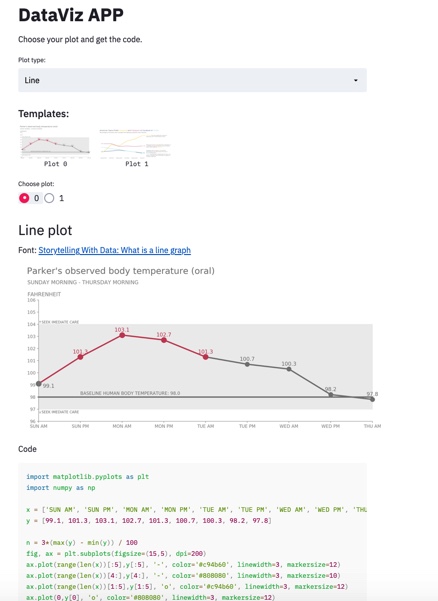 DataViz APP
Choose your plot and get the code.
Plot type:
Line
Templates:
Plot 0
Plot 1
Choose plot:
0
1
Line plot
Font: Storytelling With Data: What is a line graph
Parker's observed body temperature (oral)
SUNDAY MORNING - THURSDAY MORNING
FAHRENHEIT
106
105
104
SEEK IMMEDIATE CARE
103.1
103
102.7
102
101.3
101.3
101
100.7
100.3
100
99
99.1
98.2
97.8
BASELINE HUMAN BODY TEMPERATURE: 98.0
98
97
SEEK IMMEDIATE CARE
96
SUN AM SUN PM MON AM MON PM TUE AM TUE PM WED AM WED PM THU AM
Code
import matplotlib.pyplots as plt
import numpy as np
x = ['SUN AM', 'SUN PM', 'MON AM', 'MON PM', 'TUE AM', 'TUE PM', 'WED AM', 'WED PM', 'THU
y = [99.1, 101.3, 103.1, 102.7, 101.3, 100.7, 100.3, 98.2, 97.8]
n = 3+(max(y) - min(y)) / 100
fig, ax = plt.subplots(figsize=(15,5), dpi=200)
ax.plot(range(len(x))[:5],y[:5], '-', color='#c94b60', linewidth=3, markersize=12)
ax.plot(range(len(x))[4:],y[4:], '-', color='#808080', linewidth=3, markersize=10)
ax.plot(range(len(x))[1:5],y[1:5], 'o', color='#c94b60', linewidth=3, markersize=12)
ax.plot(0,y[0], 'o', color='#808080', linewidth=3, markersize=12)